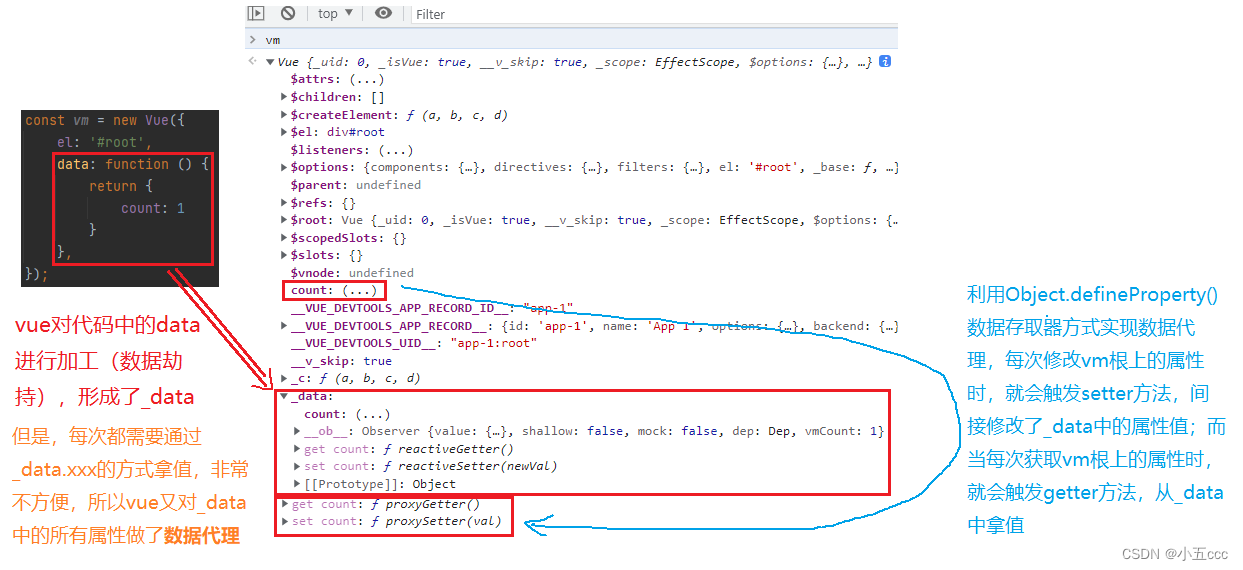 top ▼
Filter
> vm
Vue {_uid: 0, _isVue: true, __v_skip: true, _scope: EffectScope, $options: {…}, …} i
$attrs: (...)
$children: []
$createElement: ƒ (a, b, c, d)
$el: div#root
$listeners: (...)
$options: {components: {…}, directives: {…}, filters: {…}, el: '#root', _base: ƒ, …}
$parent: undefined
$refs: {}
$root: Vue {_uid: 0, _isVue: true, __v_skip: true, _scope: EffectScope, $options: {…
$scopedSlots: {}
$slots: {}
$vnode: undefined
count: (...)
__VUE_DEVTOOLS_APP_RECORD_ID__: "app-1"
__VUE_DEVTOOLS_APP_RECORD__: {id: 'app-1', name: 'App 1', options: {…}, backend: {…}
__VUE_DEVTOOLS_UID__: "app-1:root"
__v_skip: true
_c: ƒ (a, b, c, d)
_data:
count: (...)
__ob__: Observer {value: {…}, shallow: false, mock: false, dep: Dep, vmCount: 1}
get count: ƒ reactiveGetter()
set count: ƒ reactiveSetter(newVal)
[[Prototype]]: Object
get count: ƒ proxyGetter()
set count: ƒ proxySetter(val)
const vm = new Vue({
el: '#root',
data: function () {
return {
count: 1
}
},
});
vue对代码中的data
进行加工（数据劫
持），形成了_data
但是，每次都需要通过
_data.xxx的方式拿值，非常
不方便，所以vue又对_data
中的所有属性做了数据代理
利用Object.defineProperty()
数据存取器方式实现数据代
理，每次修改vm根上的属性
时，就会触发setter方法，间
接修改了_data中的属性值；而
当每次获取vm根上的属性时，
就会触发getter方法，从_data
中拿值
CSDN @小五ccc